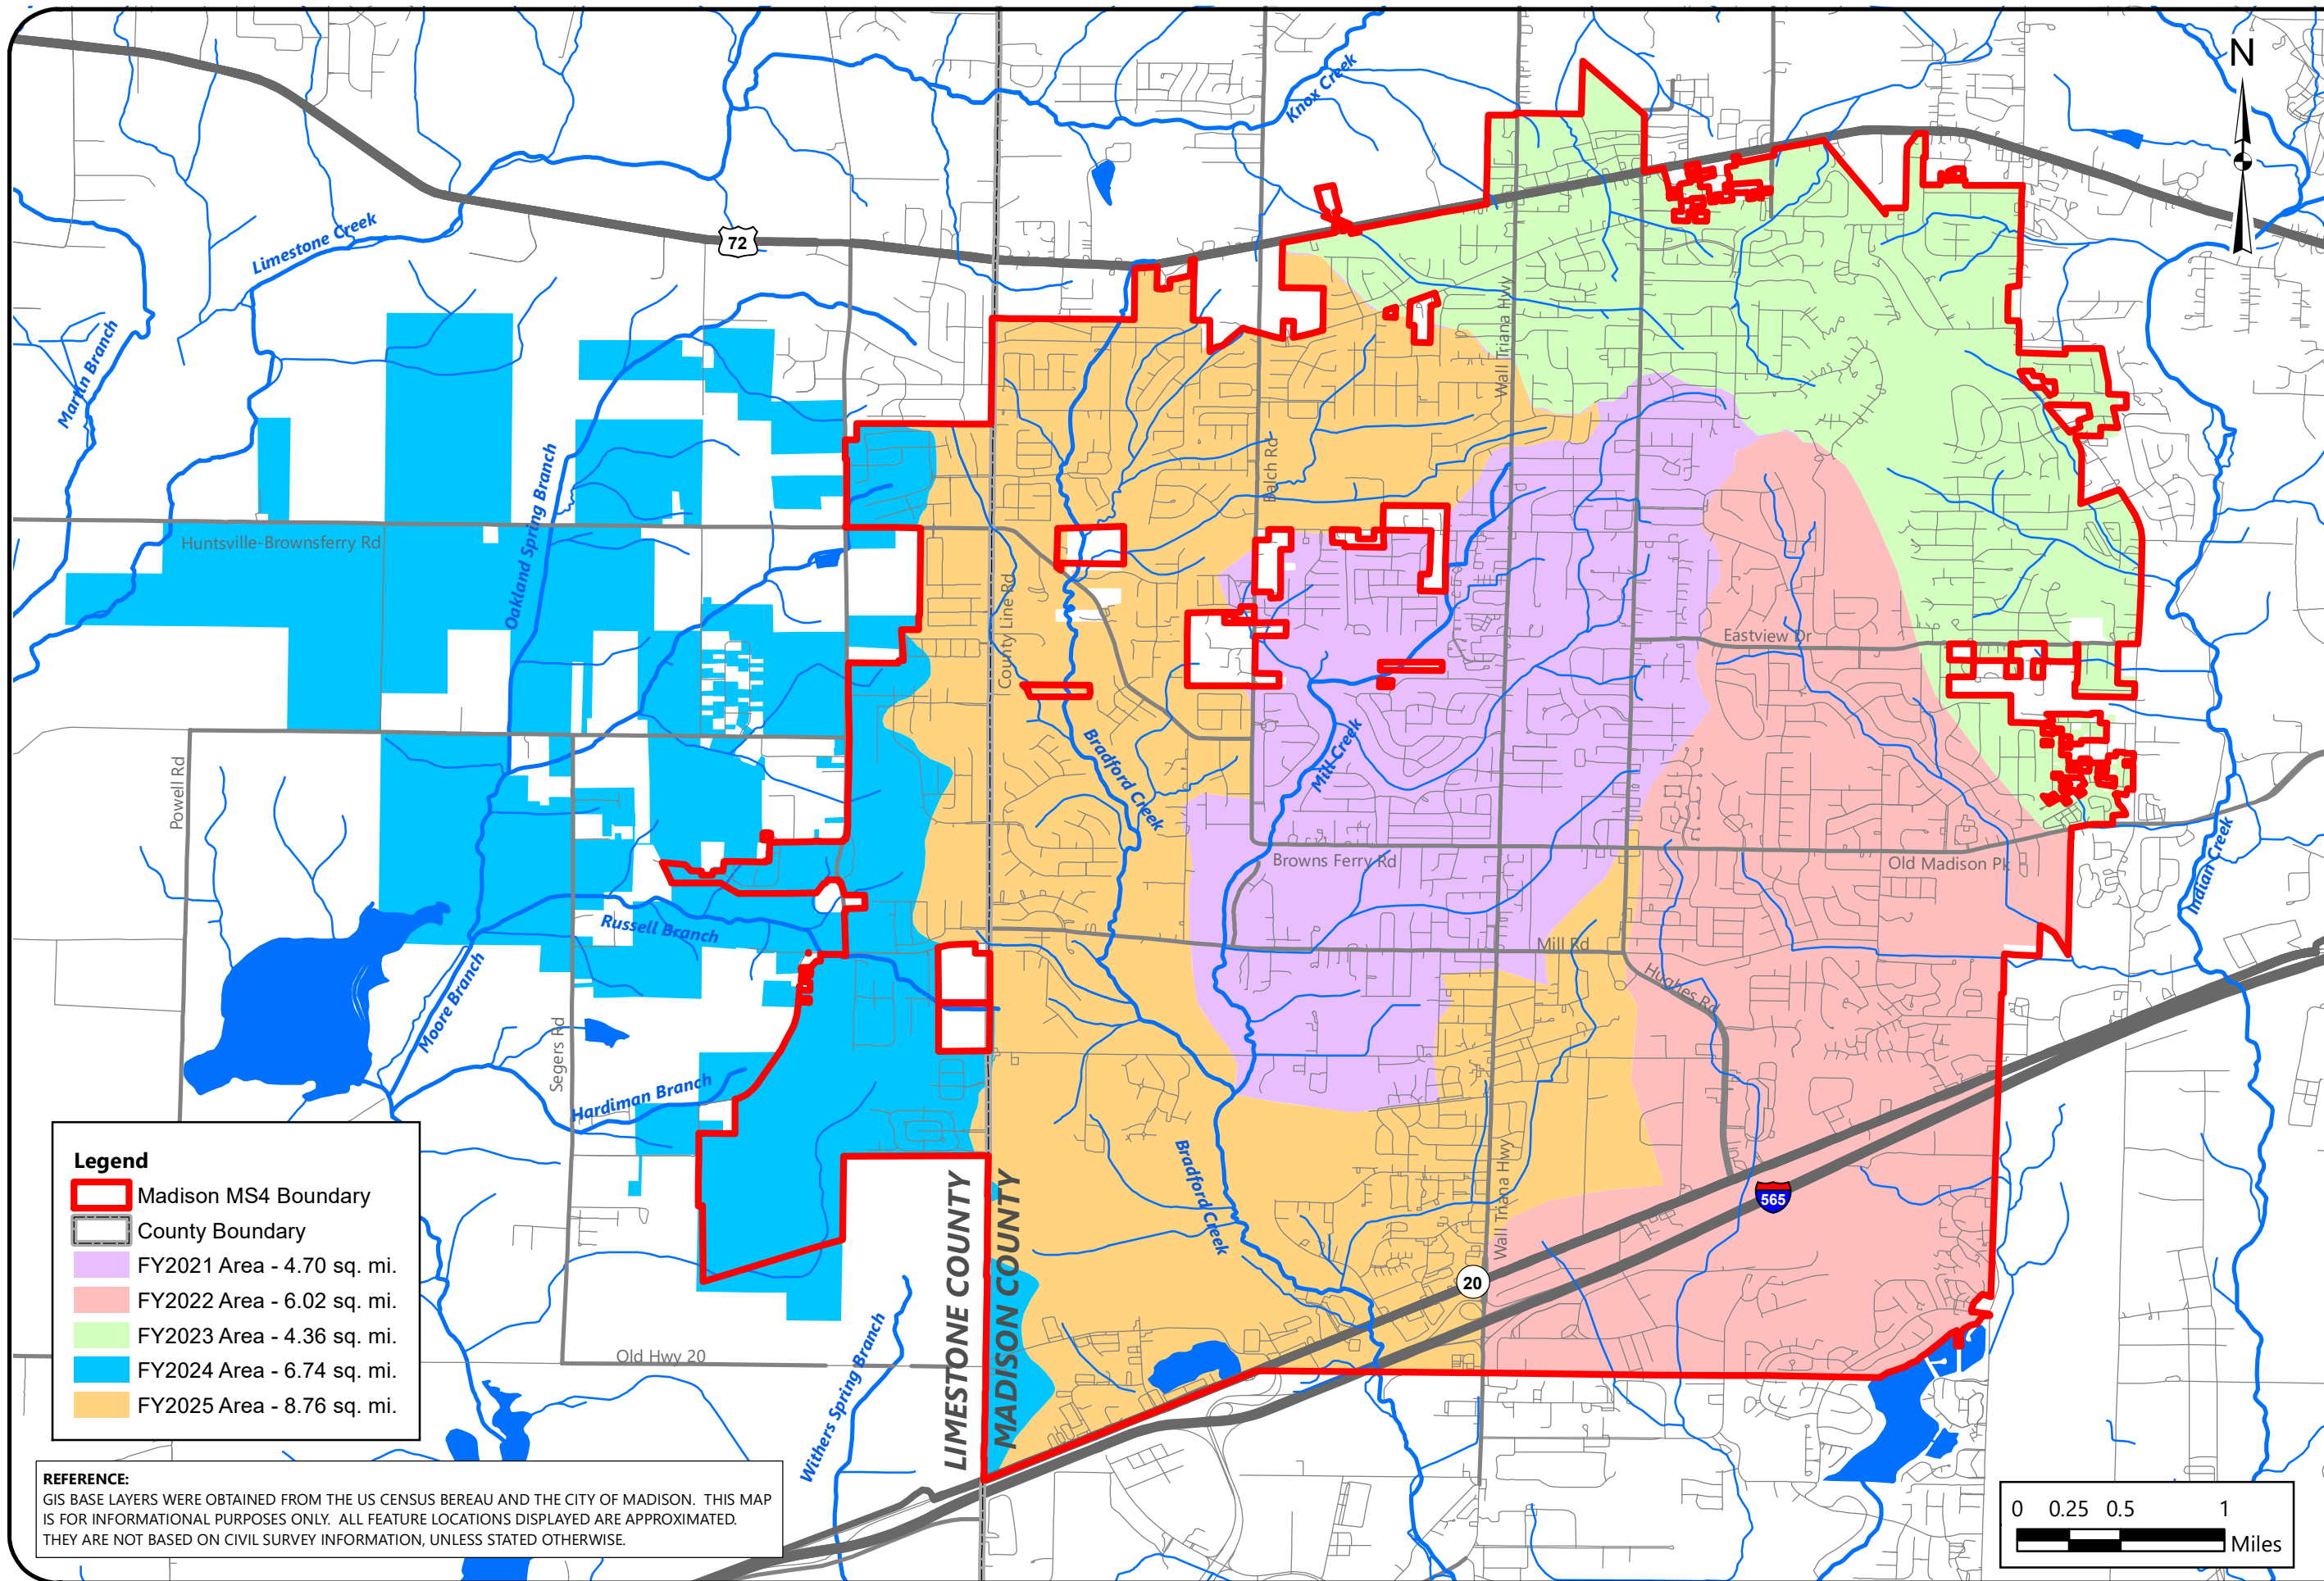 N
Knox Creek
Limestone Creek
72
Martin Branch
Wall Triana Hwy
Oakland Spring Branch
Balch Rd
Huntsville-Brownsferry Rd
County Line Rd
Eastview Dr
Powell Rd
Bradford Creek
Mill Creek
Browns Ferry Rd
Old Madison Pk
Indian Creek
Russell Branch
Mill Rd
Hughes Rd
Moore Branch
Segers Rd
Hardiman Branch
Bradford Creek
Wall Triana Hwy
565
20
LIMESTONE COUNTY
MADISON COUNTY
Old Hwy 20
Withers Spring Branch
Legend
Madison MS4 Boundary
County Boundary
FY2021 Area - 4.70 sq. mi.
FY2022 Area - 6.02 sq. mi.
FY2023 Area - 4.36 sq. mi.
FY2024 Area - 6.74 sq. mi.
FY2025 Area - 8.76 sq. mi.
REFERENCE:
GIS BASE LAYERS WERE OBTAINED FROM THE US CENSUS BEREAU AND THE CITY OF MADISON. THIS MAP
IS FOR INFORMATIONAL PURPOSES ONLY. ALL FEATURE LOCATIONS DISPLAYED ARE APPROXIMATED.
THEY ARE NOT BASED ON CIVIL SURVEY INFORMATION, UNLESS STATED OTHERWISE.
0 0.25 0.5 1
Miles